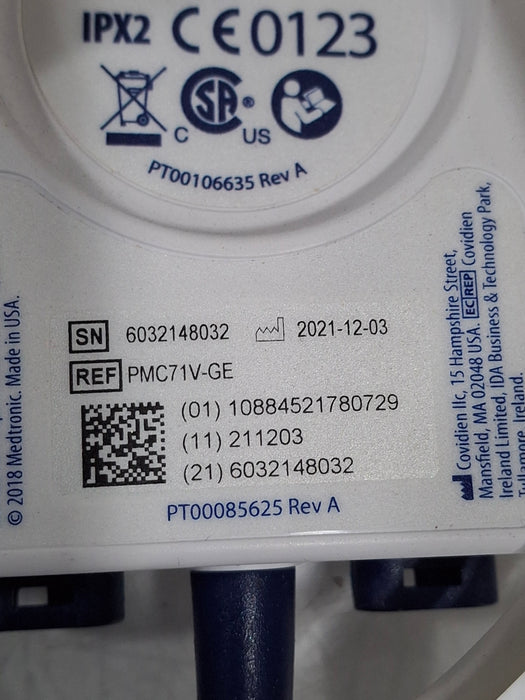 IPX2 CE0123
SA®
C US
PT00106635 Rev A
SN 6032148032 2021-12-03
REF PMC71V-GE
(01) 10884521780729
(11) 211203
(21) 6032148032
PT00085625 Rev A
© 2018 Medtronic. Made in USA.
Covidien llc, 15 Hampshire Street,
Mansfield, MA 02048 USA. EC REP Covidien
Ireland Limited, IDA Business & Technology Park,
Ireland.